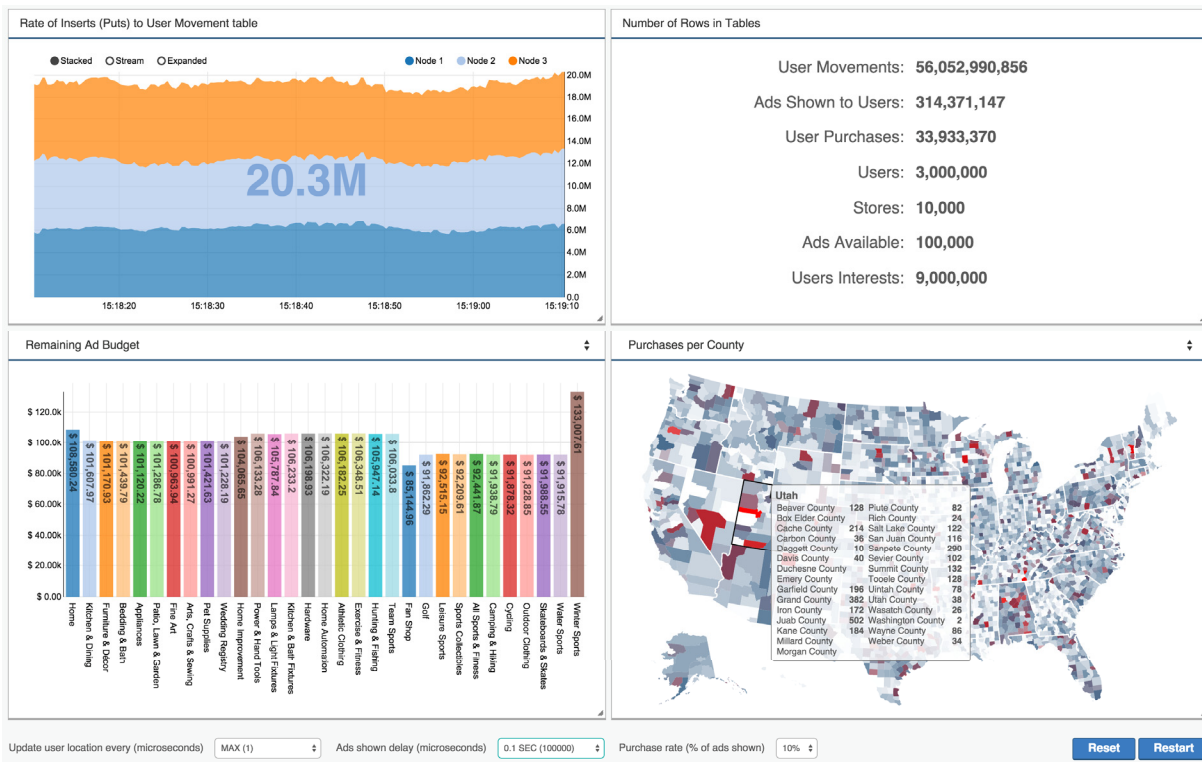 Rate of Inserts (Puts) to User Movement table
Stacked Stream Expanded
Node 1 Node 2 Node 3
20.0M
18.0M
16.0M
14.0M
12.0M
10.0M
8.0M
6.0M
4.0M
2.0M
0.0
20.3M
15:18:20 15:18:30 15:18:40 15:18:50 15:19:00 15:19:10
Number of Rows in Tables
User Movements: 56,052,990,856
Ads Shown to Users: 314,371,147
User Purchases: 33,933,370
Users: 3,000,000
Stores: 10,000
Ads Available: 100,000
Users Interests: 9,000,000
Remaining Ad Budget
$ 120.0k
$ 100.0k
$ 80.00k
$ 60.00k
$ 40.00k
$ 20.00k
$ 0.00
$ 108,580.24
$ 101,507.97
$ 101,170.93
$ 101,439.79
$ 101,120.22
$ 101,286.78
$ 100,963.94
$ 100,991.27
$ 101,421.63
$ 101,228.19
$ 104,085.65
$ 106,133.28
$ 105,787.84
$ 106,233.2
$ 106,198.93
$ 106,322.19
$ 106,182.25
$ 106,348.51
$ 105,947.14
$ 106,033.8
$ 85,144.96
$ 91,862.29
$ 92,515.15
$ 92,209.61
$ 92,441.87
$ 91,938.79
$ 91,878.32
$ 91,828.85
$ 91,988.55
$ 91,915.78
$ 133,007.61
Home
Kitchen & Dining
Furniture & Décor
Bedding & Bath
Appliances
Patio, Lawn & Garden
Fine Art
Arts, Crafts & Sewing
Pet Supplies
Wedding Registry
Home Improvement
Power & Hand Tools
Lamps & Light Fixtures
Kitchen & Bath Fixtures
Hardware
Home Automation
Athletic Clothing
Exercise & Fitness
Hunting & Fishing
Team Sports
Fan Shop
Golf
Leisure Sports
Sports Collectibles
All Sports & Fitness
Camping & Hiking
Cycling
Outdoor Clothing
Skateboards & Skates
Water Sports
Winter Sports
Purchases per County
Utah
Beaver County 128 Piute County 82
Box Elder County Rich County 24
Cache County 214 Salt Lake County 122
Carbon County 36 San Juan County 116
Daggett County 10 Sanpete County 290
Davis County 40 Sevier County 102
Duchesne County Summit County 132
Emery County Tooele County 128
Garfield County 196 Uintah County 78
Grand County 382 Utah County 38
Iron County 172 Wasatch County 26
Juab County 502 Washington County 2
Kane County 184 Wayne County 86
Millard County Weber County 34
Morgan County
Update user location every (microseconds) MAX (1) Ads shown delay (microseconds) 0.1 SEC (100000) Purchase rate (% of ads shown) 10% Reset Restart